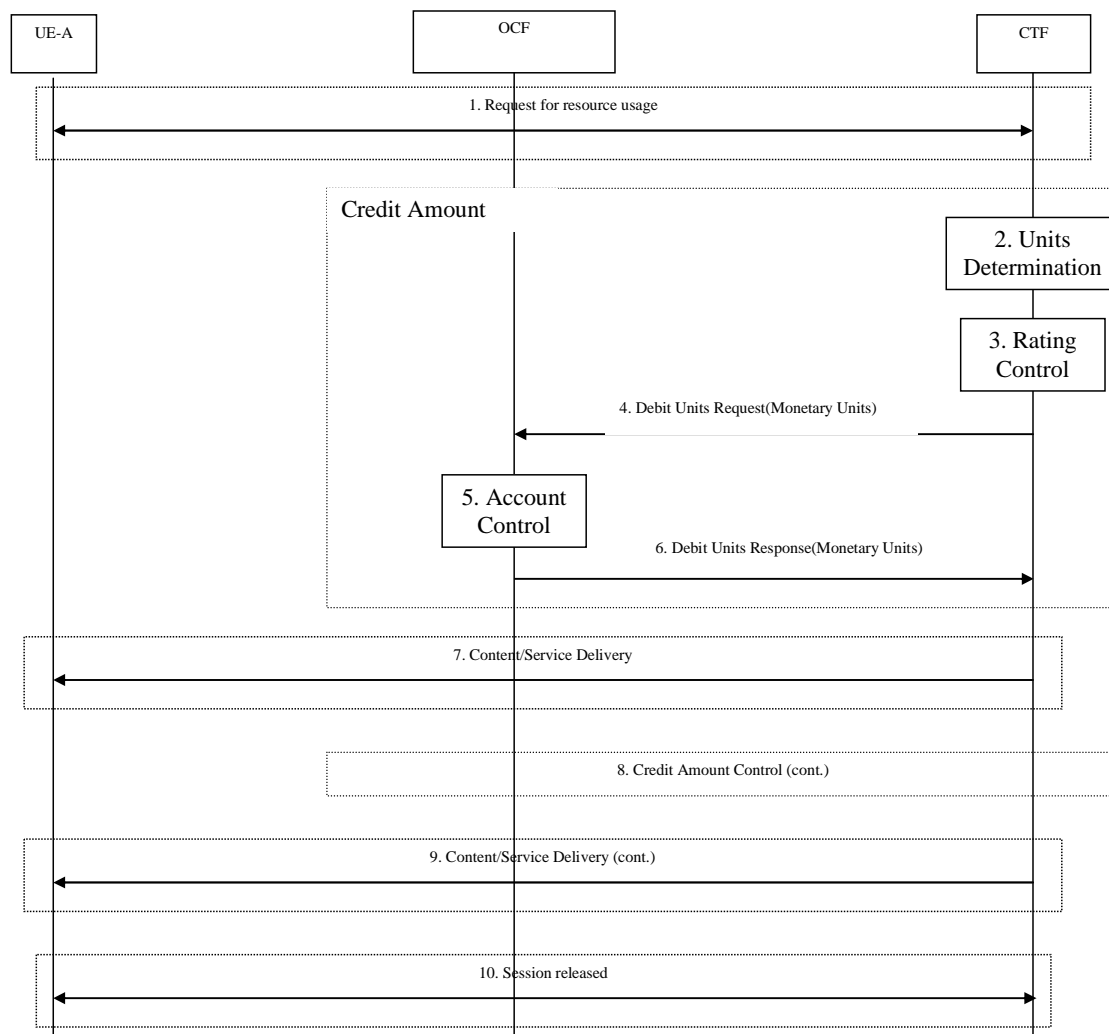 UE-A
OCF
CTF
1. Request for resource usage
Credit Amount
2. Units
Determination
3. Rating
Control
4. Debit Units Request(Monetary Units)
5. Account
Control
6. Debit Units Response(Monetary Units)
7. Content/Service Delivery
8. Credit Amount Control (cont.)
9. Content/Service Delivery (cont.)
10. Session released